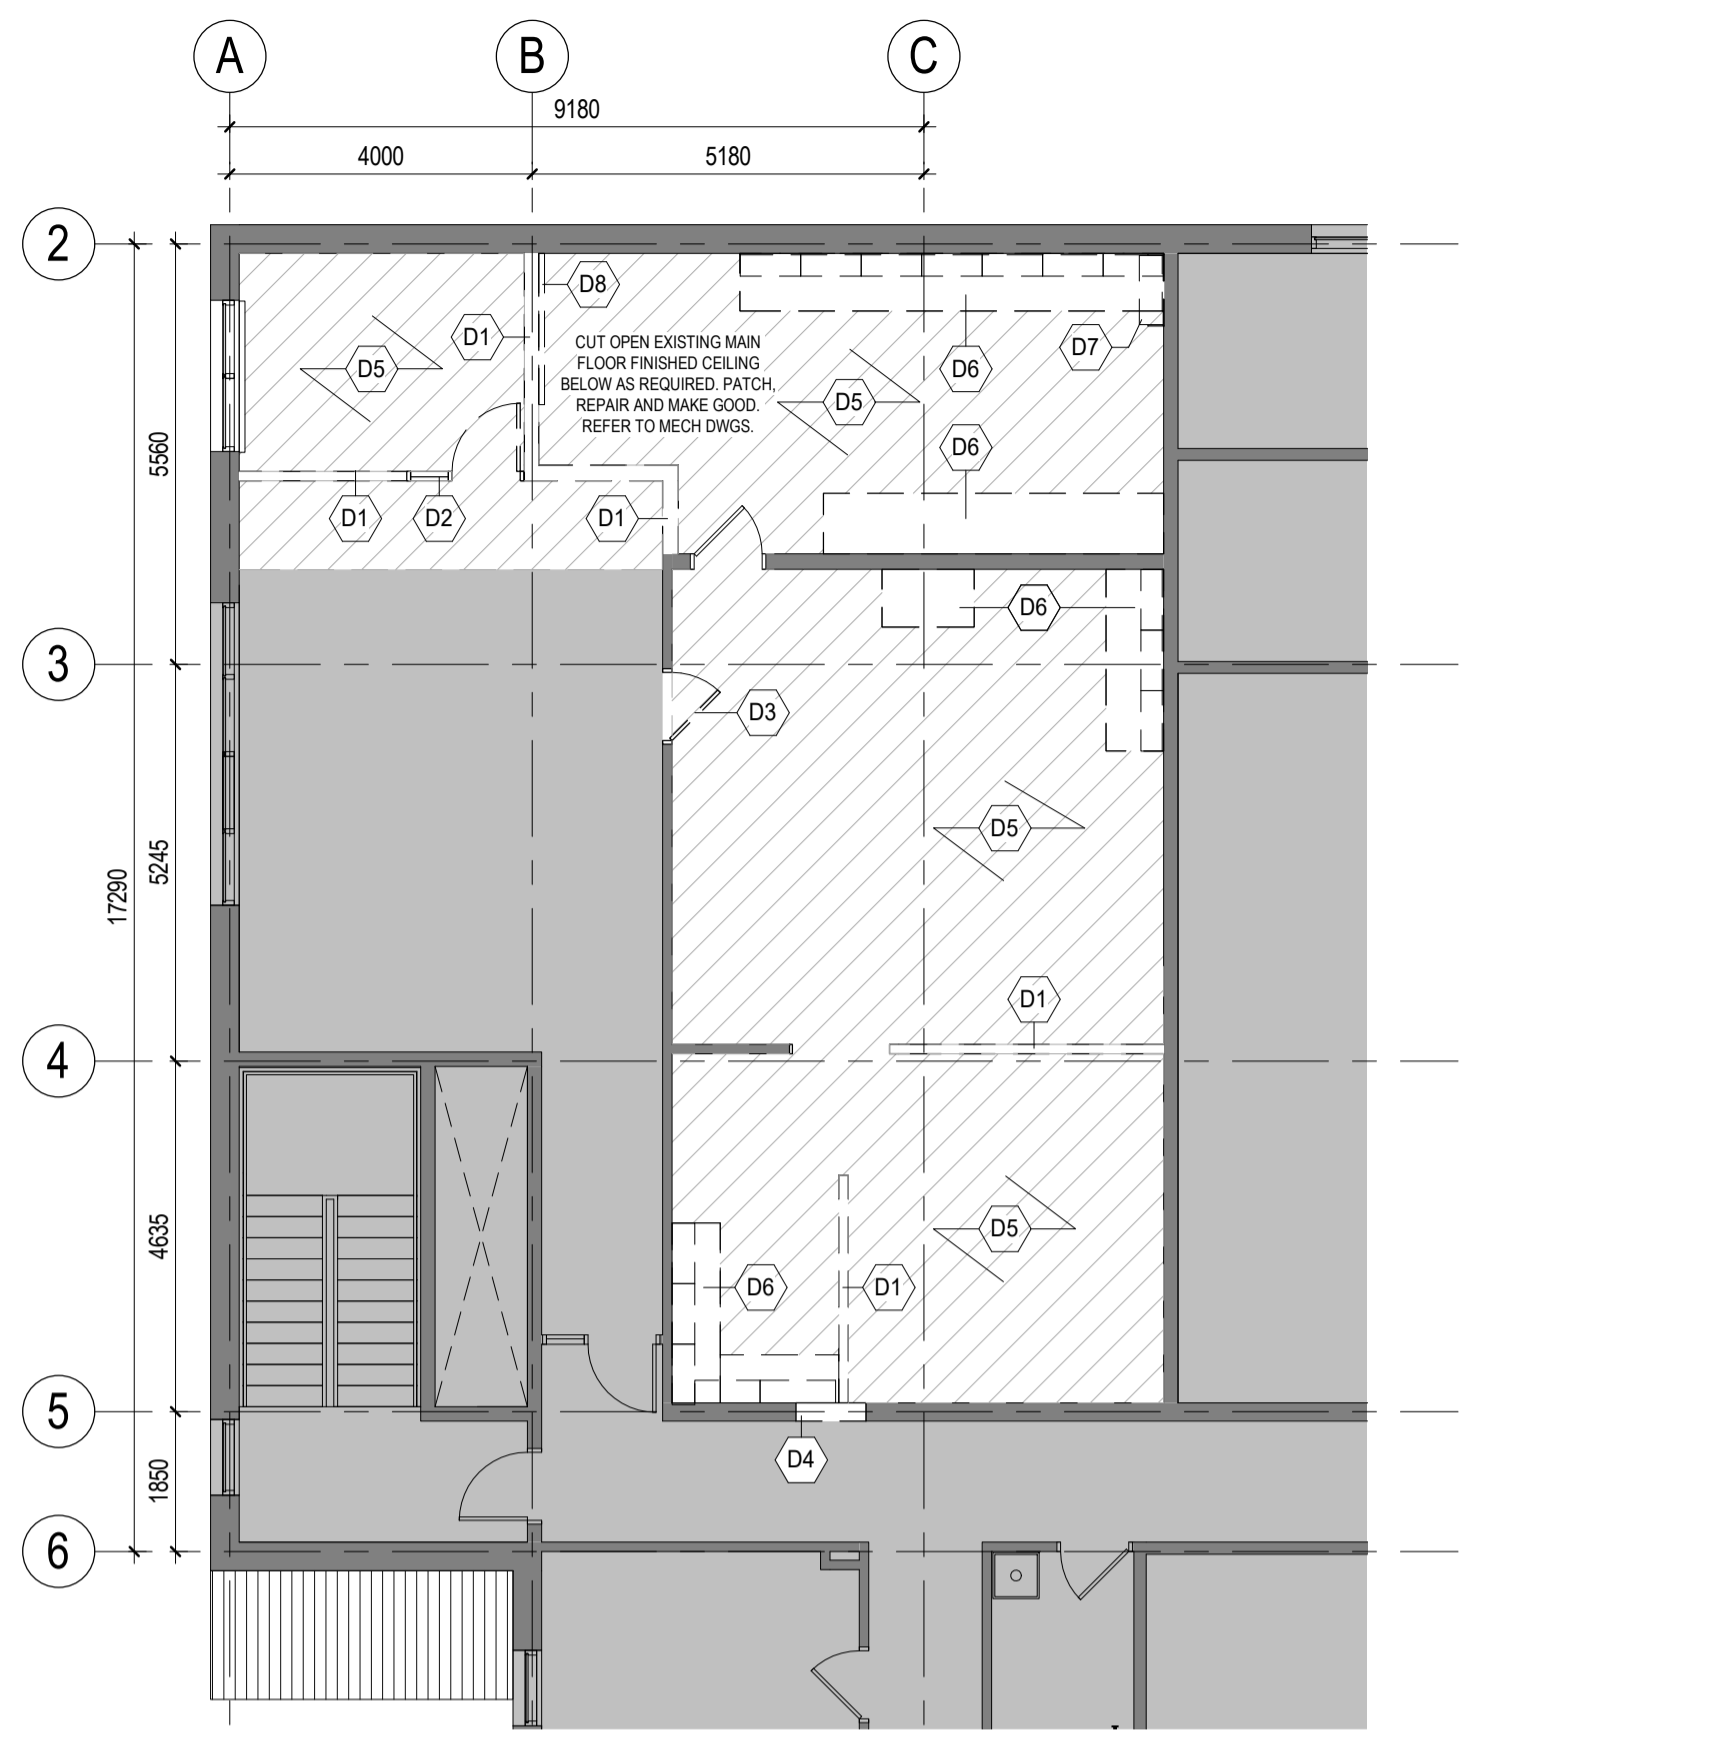 A
B
C
9180
4000
5180
2
D8
D1
CUT OPEN EXISTING MAIN
FLOOR FINISHED CEILING
BELOW AS REQUIRED. PATCH,
REPAIR AND MAKE GOOD.
REFER TO MECH DWGS.
D7
D5
D6
D5
D6
5560
D1
D2
D1
D6
3
D3
D5
5245
17290
D1
4
D5
4635
D6
D1
5
D4
1850
6